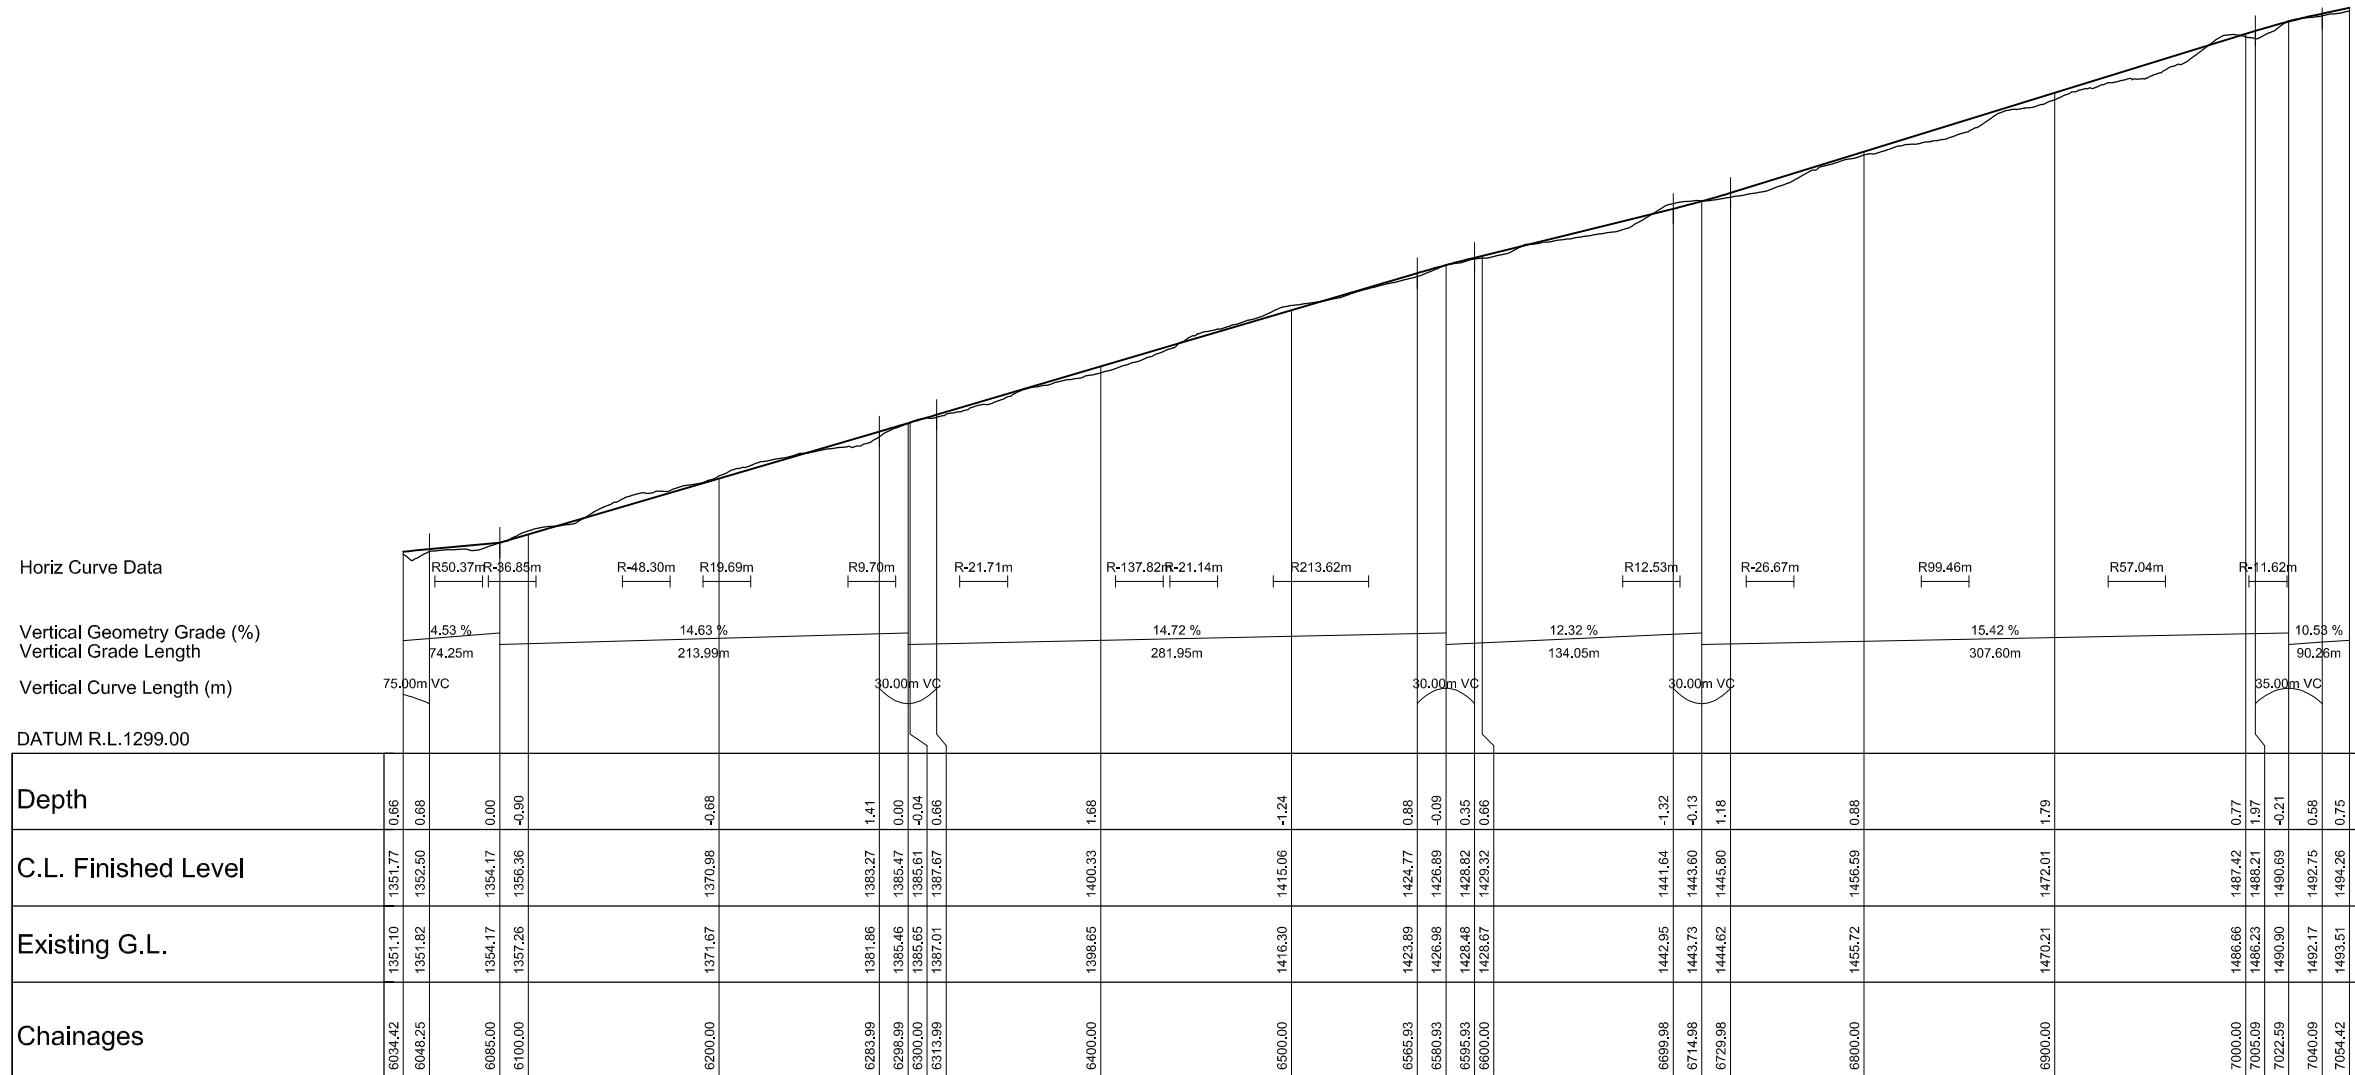 Horiz Curve Data
R50.37m R-36.85m R-48.30m R19.69m R9.70m R-21.71m R-137.82m R-21.14m R213.62m R12.53m R-26.67m R99.46m R57.04m R-11.62m
Vertical Geometry Grade (%)
4.53 % 14.63 % 14.72 % 12.32 % 15.42 % 10.53 %
Vertical Grade Length
74.25m 213.99m 281.95m 134.05m 307.60m 90.26m
Vertical Curve Length (m)
75.00m VC 30.00m VC 30.00m VC 30.00m VC 35.00m VC
DATUM R.L.1299.00
Depth
0.66 0.68 0.00 -0.90 -0.68 1.41 0.00 -0.04 0.66 1.68 -1.24 0.88 -0.09 0.35 0.66 -1.32 -0.13 1.18 0.88 1.79 0.77 1.97 -0.21 0.58 0.75
C.L. Finished Level
1351.77 1352.50 1354.17 1356.36 1370.98 1383.27 1385.47 1385.61 1387.67 1400.33 1415.06 1424.77 1426.89 1428.82 1429.32 1441.64 1443.60 1445.80 1456.59 1472.01 1487.42 1488.21 1490.69 1492.75 1494.26
Existing G.L.
1351.10 1351.82 1354.17 1357.26 1371.67 1381.86 1385.46 1385.65 1387.01 1398.65 1416.30 1423.89 1426.98 1428.48 1428.67 1442.95 1443.73 1444.62 1455.72 1470.21 1486.66 1486.23 1490.90 1492.17 1493.51
Chainages
6034.42 6048.25 6085.00 6100.00 6200.00 6283.99 6298.99 6300.00 6313.99 6400.00 6500.00 6565.93 6580.93 6595.93 6600.00 6699.98 6714.98 6729.98 6800.00 6900.00 7000.00 7005.09 7022.59 7040.09 7054.42